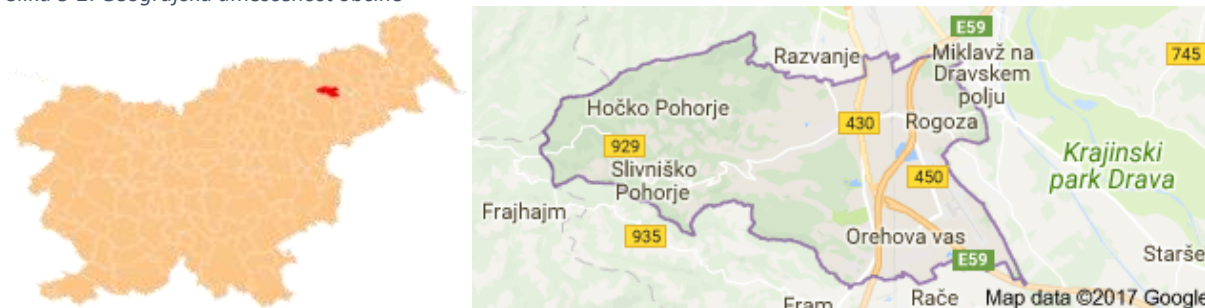 E59
Razvanje
Miklavž na
Dravskem
polju
745
Hočko Pohorje
430
Rogoza
929
Krajinski
park Drava
Slivniško
Pohorje
450
Frajhajm
935
Orehova vas
E59
Starše
Fram
Rače
Map data ©2017 Google